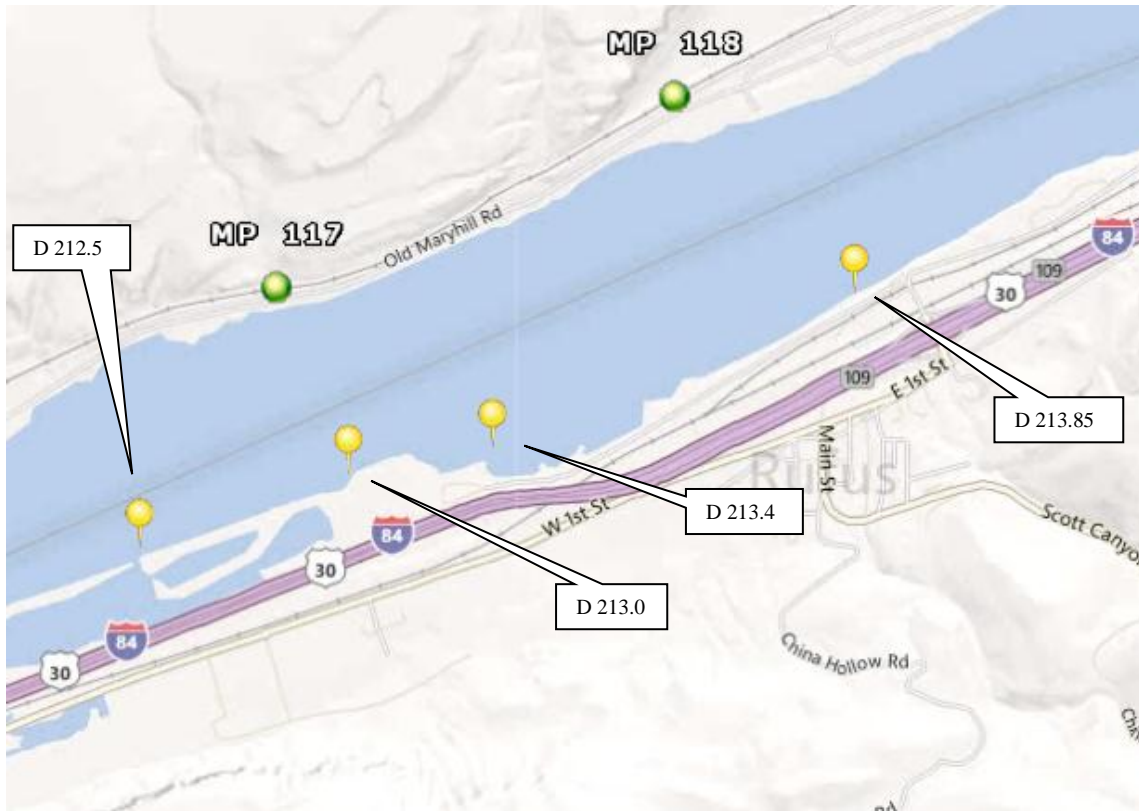 MP 118
D 212.5
MP 117
Old Maryhill Rd
84
109
30
109
E 1st St
D 213.85
Main St
Rufus
D 213.4
W 1st St
84
30
Scott Canyon
D 213.0
84
30
China Hollow Rd
Rd